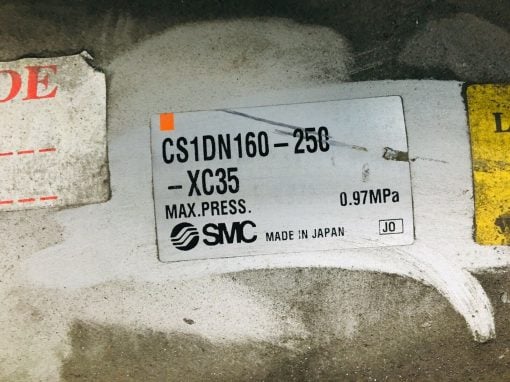 DE
CS1DN160-250
-XC35
MAX.PRESS. 0.97MPa
SMC MADE IN JAPAN JO
L